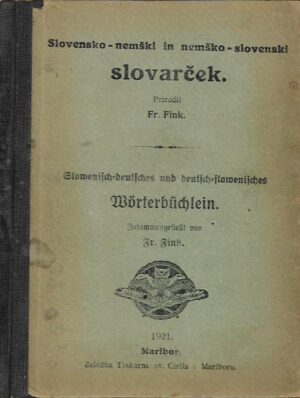 Slovensko-nemški in nemško-slovenski
slovarček.
Priredil
Fr. Fink.
Slowenisch-deutsches und deutsch-slowenisches
Wörterbüchlein.
Zusammengestellt von
Fr. Fink.
1921.
Maribor.
Založba Tiskarne sv. Cirila v Mariboru.